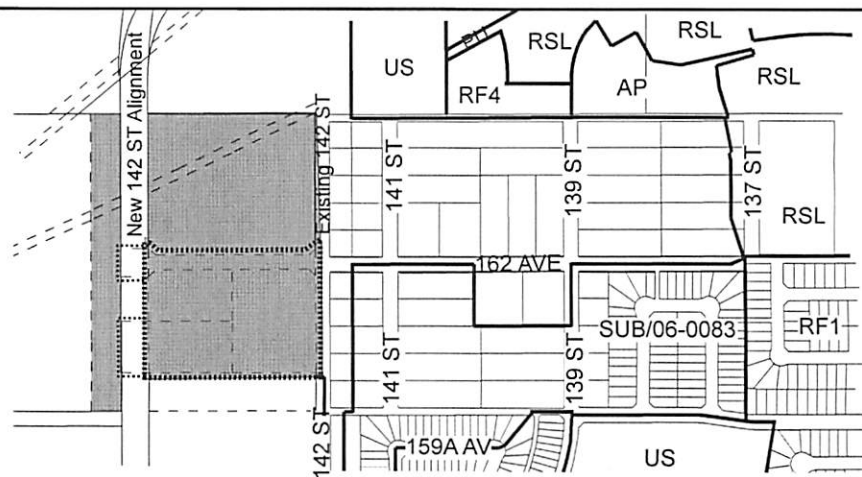 New 142 ST Alignment
Existing 142 ST
US
P11
RSL
RSL
RF4
AP
RSL
141 ST
139 ST
137 ST
RSL
162 AVE
SUB/06-0083
RF1
141 ST
139 ST
142 ST
159A AV
US